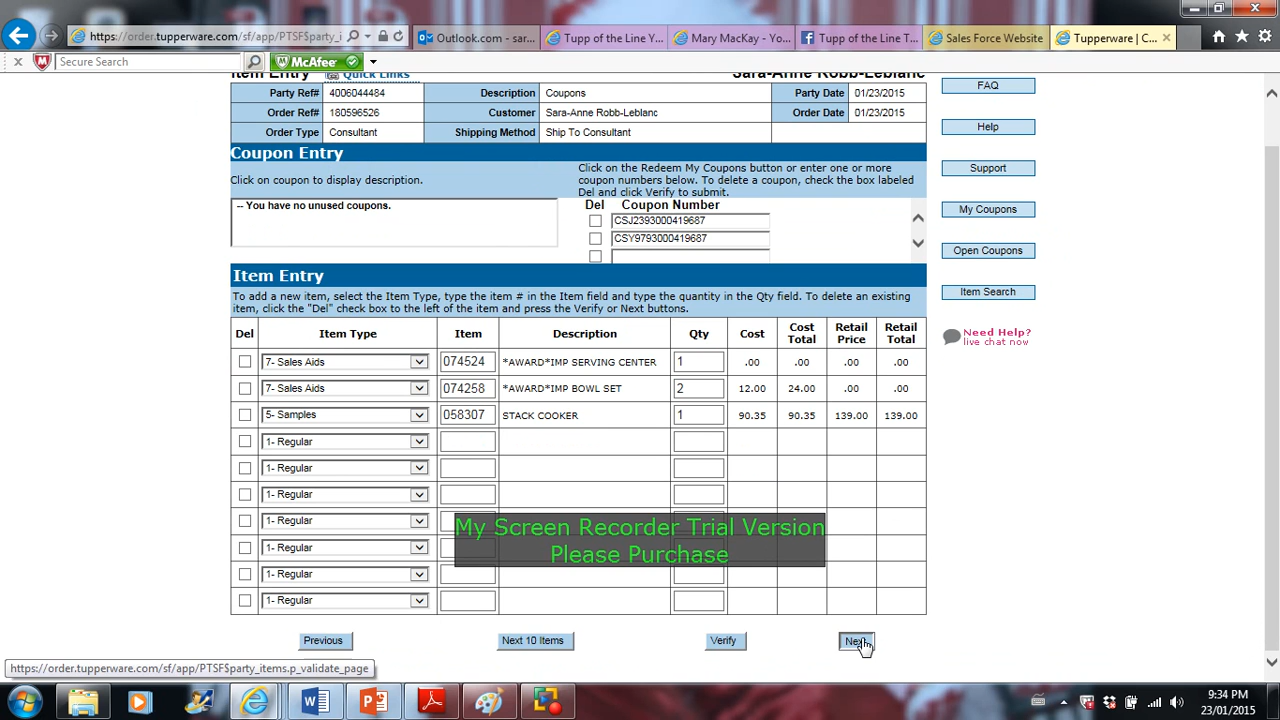 https://order.tupperware.com/sf/app/PTSF$party_i
Outlook.com - sar...
Tupp of the Line Y...
Mary MacKay - Yo...
Tupp of the Line T...
Sales Force Website
Tupperware | C...
Secure Search
McAfee
Item Entry
Quick Links
Sara-Anne Robb-Leblanc
Party Ref# 4006044484 Description Coupons Party Date 01/23/2015
Order Ref# 180596526 Customer Sara-Anne Robb-Leblanc Order Date 01/23/2015
Order Type Consultant Shipping Method Ship To Consultant
Coupon Entry
Click on coupon to display description.
Click on the Redeem My Coupons button or enter one or more
coupon numbers below. To delete a coupon, check the box labeled
Del and click Verify to submit.
-- You have no unused coupons.
Del Coupon Number
CSJ2393000419687
CSY9793000419687
Item Entry
To add a new item, select the Item Type, type the item # in the Item field and type the quantity in the Qty field. To delete an existing
item, click the "Del" check box to the left of the item and press the Verify or Next buttons.
Del Item Type Item Description Qty Cost Cost Total Retail Price Retail Total
7- Sales Aids 074524 *AWARD*IMP SERVING CENTER 1 .00 .00 .00 .00
7- Sales Aids 074258 *AWARD*IMP BOWL SET 2 12.00 24.00 .00 .00
5- Samples 058307 STACK COOKER 1 90.35 90.35 139.00 139.00
1- Regular
1- Regular
1- Regular
1- Regular
1- Regular
1- Regular
1- Regular
My Screen Recorder Trial Version
Please Purchase
Previous
Next 10 Items
Verify
Next
FAQ
Help
Support
My Coupons
Open Coupons
Item Search
Need Help?
live chat now
https://order.tupperware.com/sf/app/PTSF$party_items.p_validate_page
9:34 PM
23/01/2015